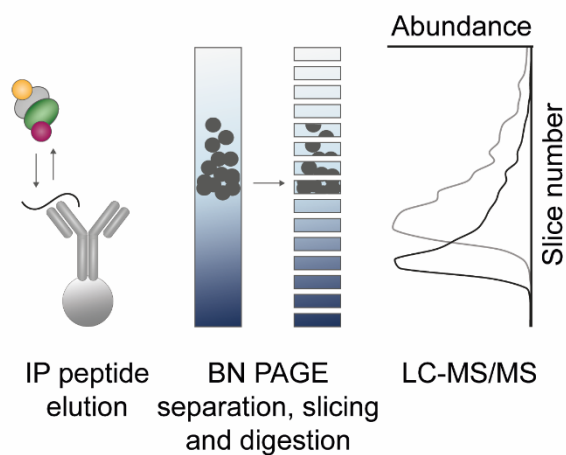 Abundance
Slice number
IP peptide
elution
BN PAGE
separation, slicing
and digestion
LC-MS/MS